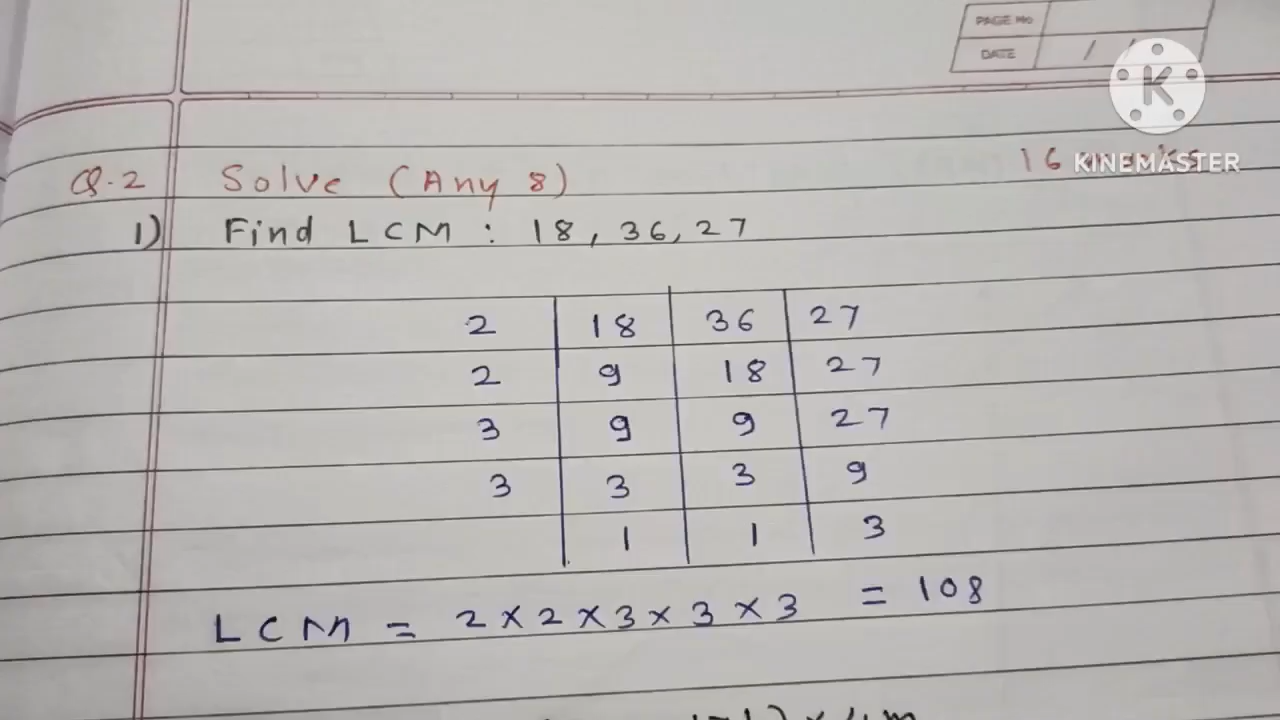 PAGE No
DATE / /
K
KINEMASTER
Q.2 Solve (Any 8) 16
1) Find LCM : 18, 36, 27
2 18 36 27
2 9 18 27
3 9 9 27
3 3 3 9
1 1 3
LCM = 2 × 2 × 3 × 3 × 3 = 108